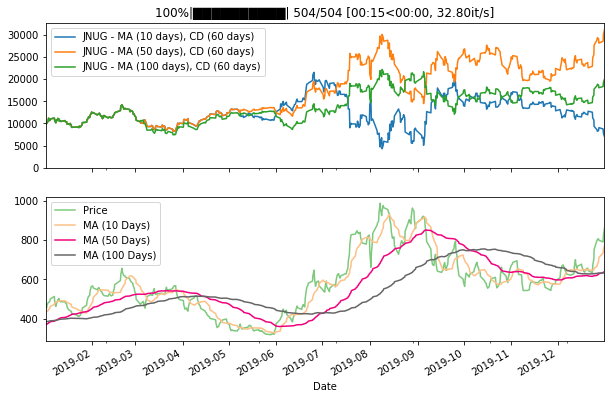 100%|██████████| 504/504 [00:15<00:00, 32.80it/s]
30000
25000
20000
15000
10000
5000
0
JNUG - MA (10 days), CD (60 days)
JNUG - MA (50 days), CD (60 days)
JNUG - MA (100 days), CD (60 days)
1000
800
600
400
Price
MA (10 Days)
MA (50 Days)
MA (100 Days)
2019-02
2019-03
2019-04
2019-05
2019-06
2019-07
2019-08
2019-09
2019-10
2019-11
2019-12
Date